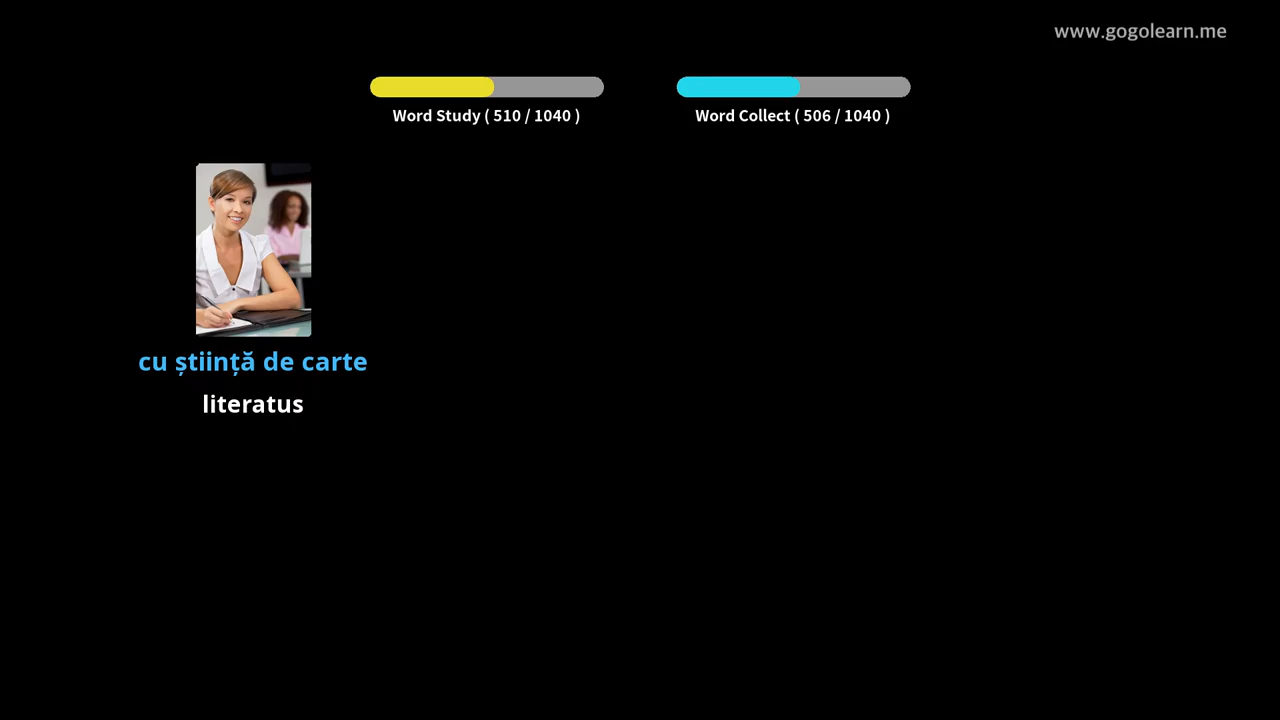 www.gogolearn.me
Word Study ( 510 / 1040 )
Word Collect ( 506 / 1040 )
cu știință de carte
literatus